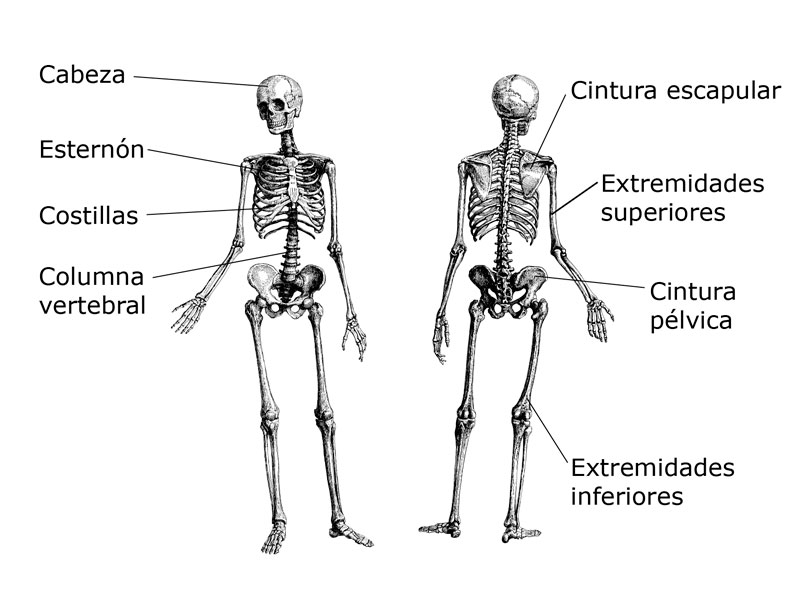 Cabeza
Esternón
Costillas
Columna
vertebral
Cintura escapular
Extremidades
superiores
Cintura
pélvica
Extremidades
inferiores